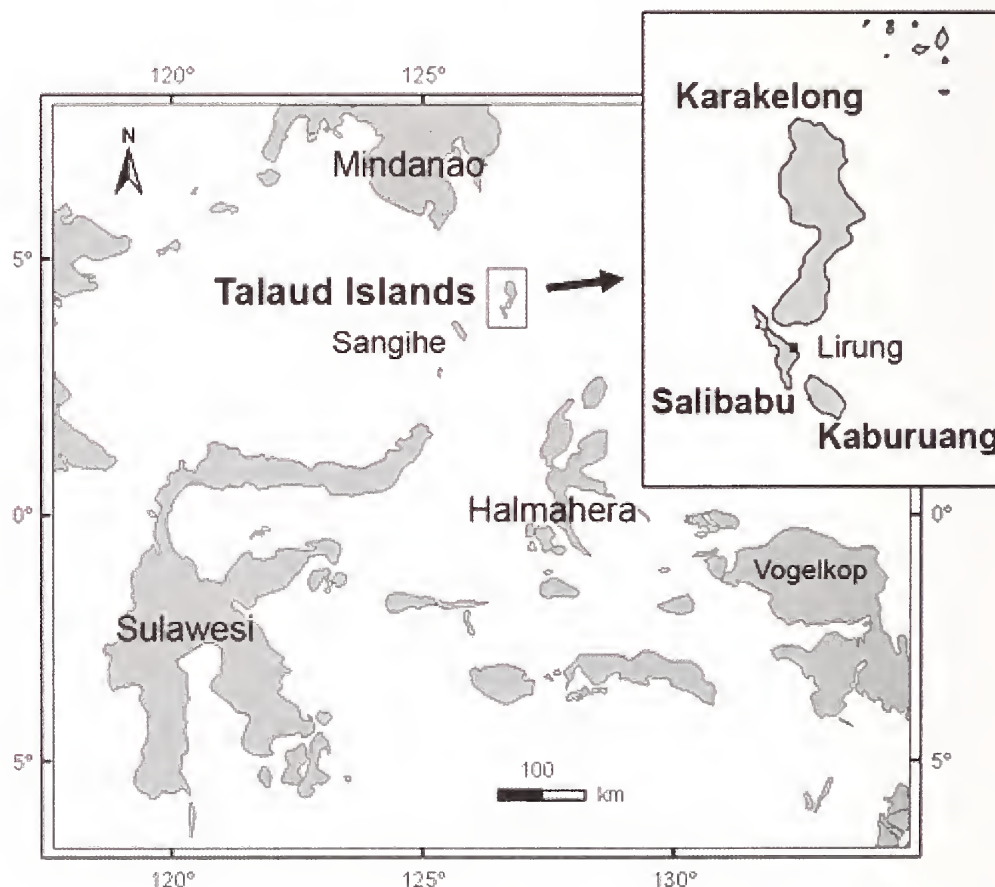 120°
125°
Karakelong
N
Mindanao
5°
Talaud Islands
Sangihe
Lirung
Salibabu
Kaburuang
Halmahera
0°
0°
Vogelkop
Sulawesi
100
km
5°
5°
120°
125°
130°